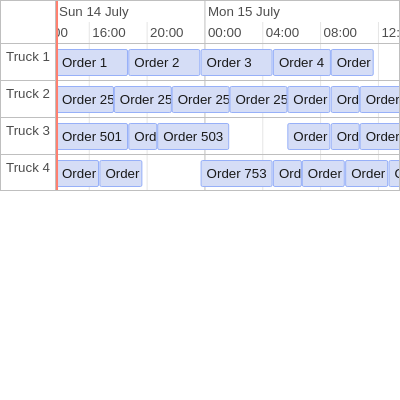 Sun 14 July Mon 15 July
00 16:00 20:00 00:00 04:00 08:00 12:
Truck 1 Order 1 Order 2 Order 3 Order 4 Order
Truck 2 Order 25 Order 25 Order 25 Order 25 Order Ord Order
Truck 3 Order 501 Ord Order 503 Order Ord Order
Truck 4 Order Order Order 753 Ord Order Order